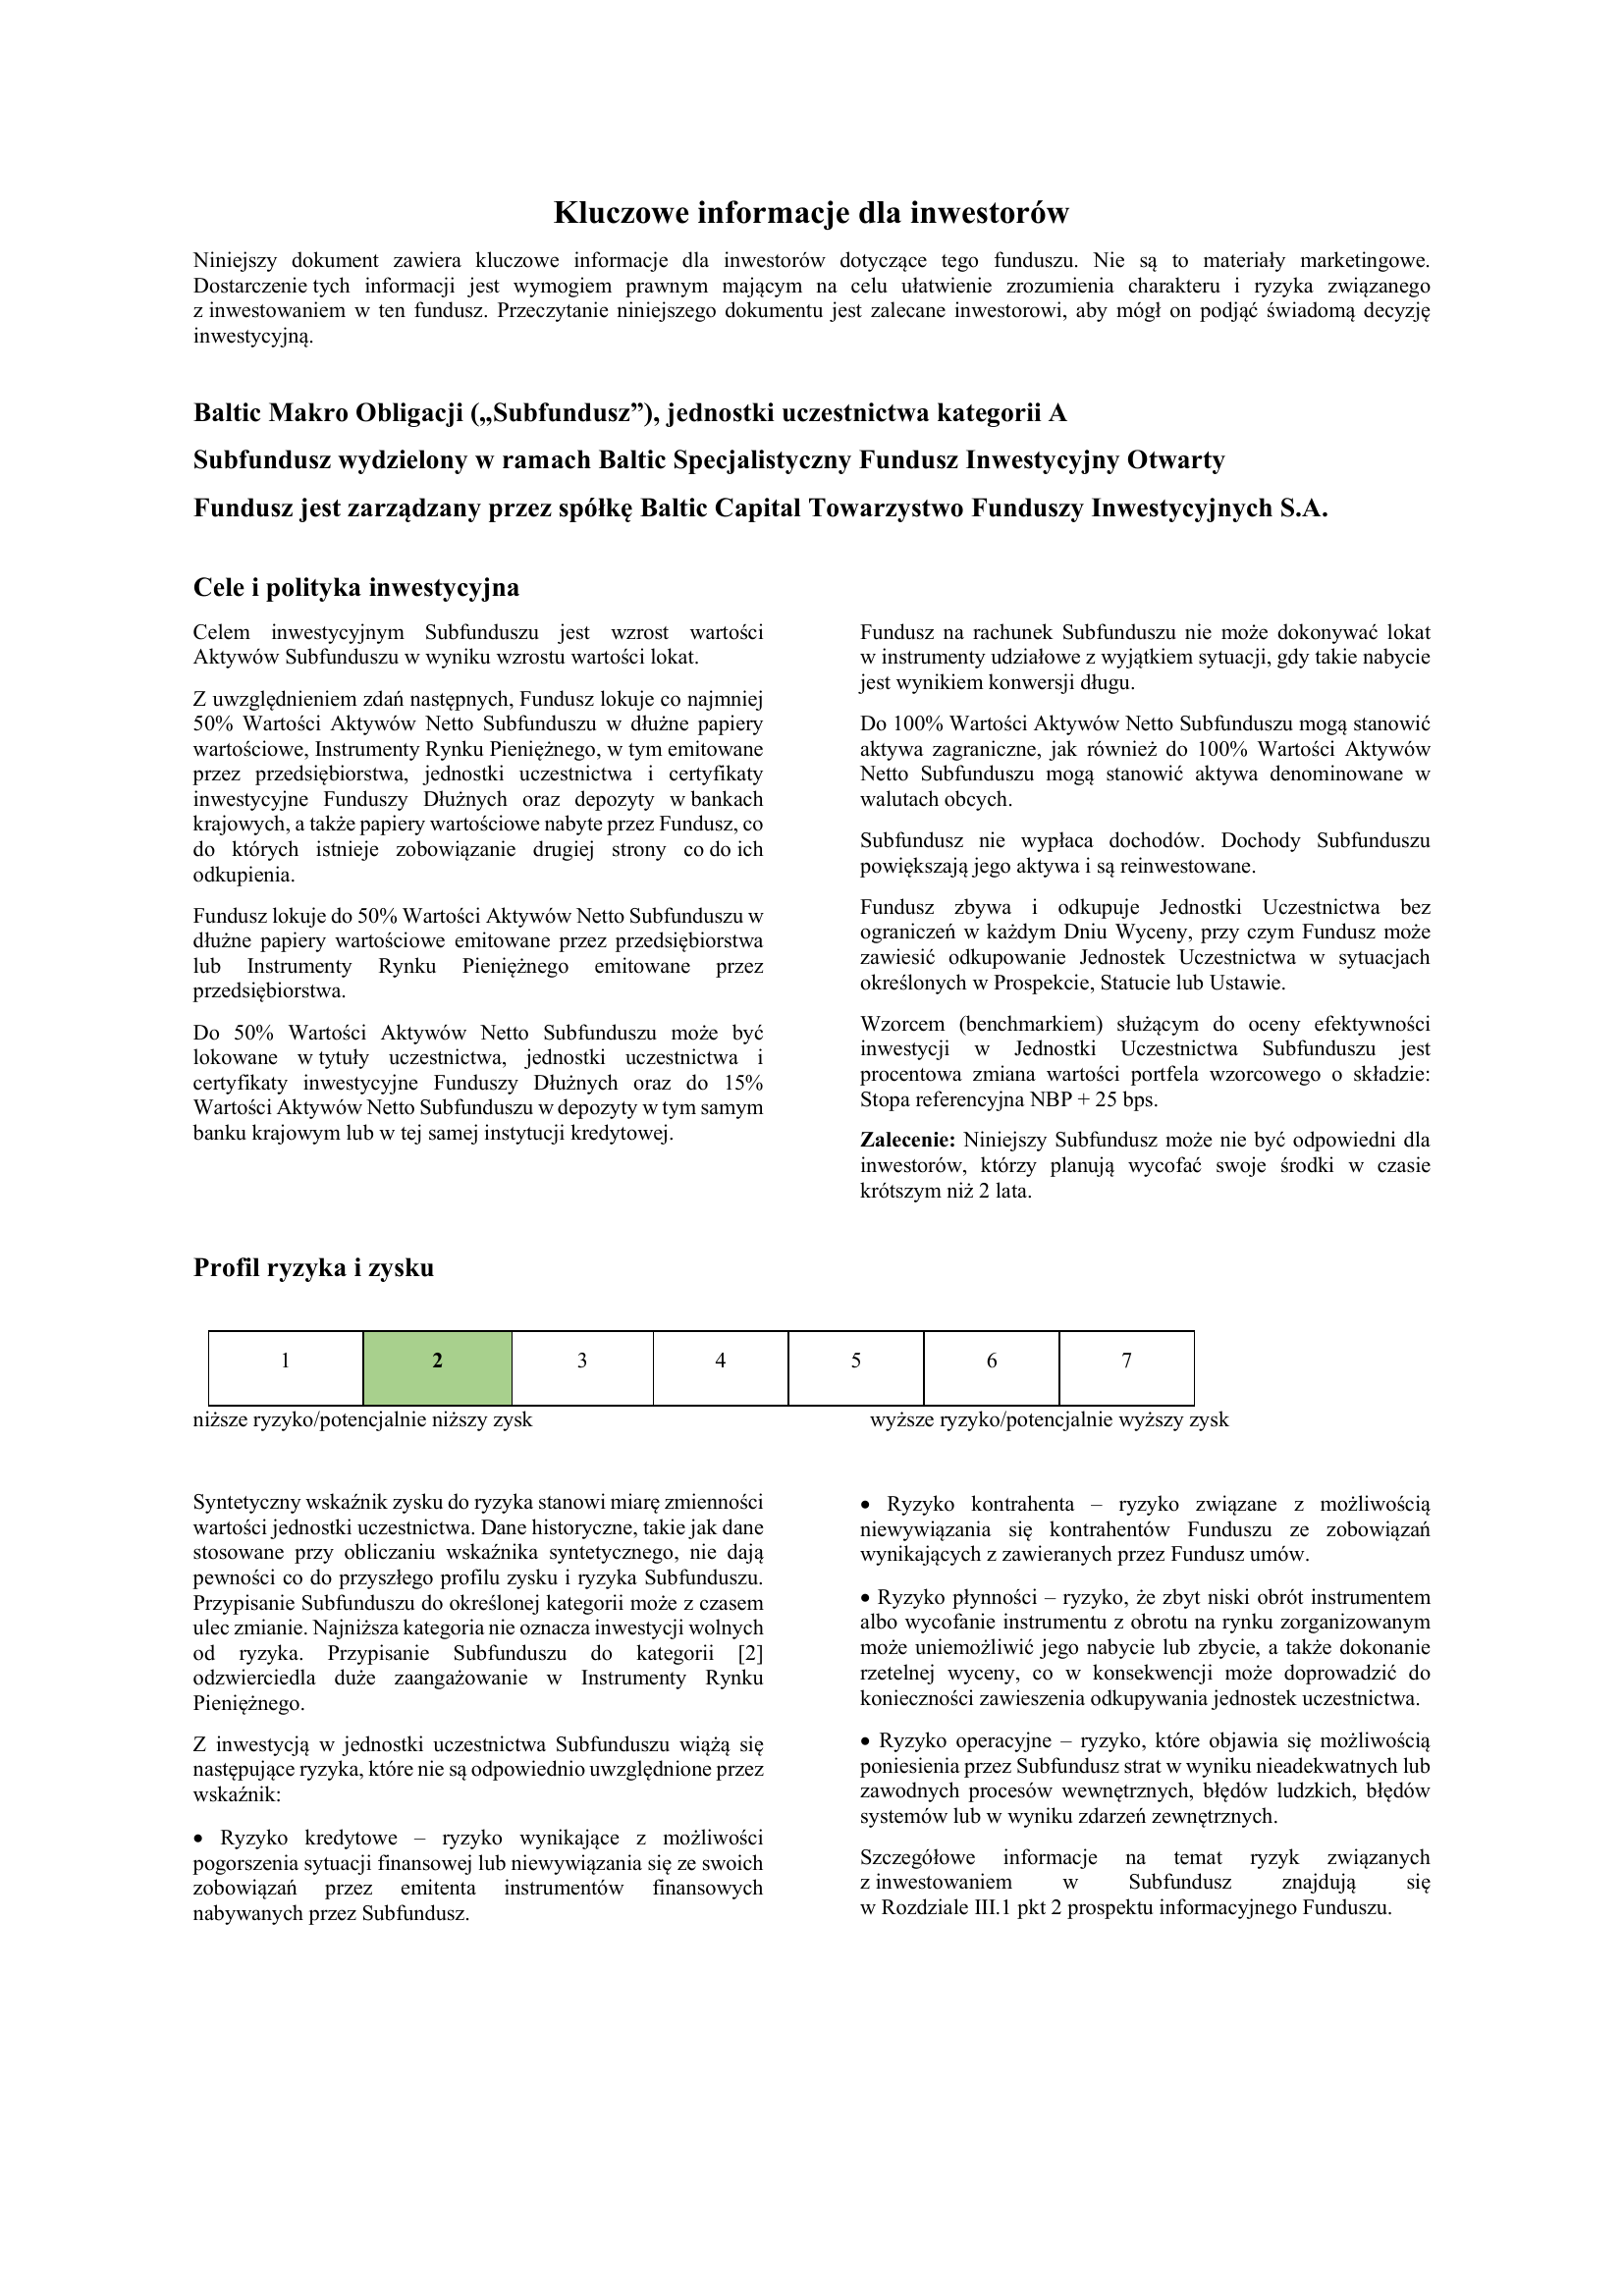 Kluczowe informacje dla inwestorów
Niniejszy dokument zawiera kluczowe informacje dla inwestorów dotyczące tego funduszu. Nie są to materiały marketingowe.
Dostarczenie tych informacji jest wymogiem prawnym mającym na celu ułatwienie zrozumienia charakteru i ryzyka związanego
z inwestowaniem w ten fundusz. Przeczytanie niniejszego dokumentu jest zalecane inwestorowi, aby mógł on podjąć świadomą decyzję
inwestycyjną.
Baltic Makro Obligacji („Subfundusz”), jednostki uczestnictwa kategorii A
Subfundusz wydzielony w ramach Baltic Specjalistyczny Fundusz Inwestycyjny Otwarty
Fundusz jest zarządzany przez spółkę Baltic Capital Towarzystwo Funduszy Inwestycyjnych S.A.
Cele i polityka inwestycyjna
Celem inwestycyjnym Subfunduszu jest wzrost wartości
Aktywów Subfunduszu w wyniku wzrostu wartości lokat.
Z uwzględnieniem zdań następnych, Fundusz lokuje co najmniej
50% Wartości Aktywów Netto Subfunduszu w dłużne papiery
wartościowe, Instrumenty Rynku Pieniężnego, w tym emitowane
przez przedsiębiorstwa, jednostki uczestnictwa i certyfikaty
inwestycyjne Funduszy Dłużnych oraz depozyty w bankach
krajowych, a także papiery wartościowe nabyte przez Fundusz, co
do których istnieje zobowiązanie drugiej strony co do ich
odkupienia.
Fundusz lokuje do 50% Wartości Aktywów Netto Subfunduszu w
dłużne papiery wartościowe emitowane przez przedsiębiorstwa
lub Instrumenty Rynku Pieniężnego emitowane przez
przedsiębiorstwa.
Do 50% Wartości Aktywów Netto Subfunduszu może być
lokowane w tytuły uczestnictwa, jednostki uczestnictwa i
certyfikaty inwestycyjne Funduszy Dłużnych oraz do 15%
Wartości Aktywów Netto Subfunduszu w depozyty w tym samym
banku krajowym lub w tej samej instytucji kredytowej.
Fundusz na rachunek Subfunduszu nie może dokonywać lokat
w instrumenty udziałowe z wyjątkiem sytuacji, gdy takie nabycie
jest wynikiem konwersji długu.
Do 100% Wartości Aktywów Netto Subfunduszu mogą stanowić
aktywa zagraniczne, jak również do 100% Wartości Aktywów
Netto Subfunduszu mogą stanowić aktywa denominowane w
walutach obcych.
Subfundusz nie wypłaca dochodów. Dochody Subfunduszu
powiększają jego aktywa i są reinwestowane.
Fundusz zbywa i odkupuje Jednostki Uczestnictwa bez
ograniczeń w każdym Dniu Wyceny, przy czym Fundusz może
zawiesić odkupowanie Jednostek Uczestnictwa w sytuacjach
określonych w Prospekcie, Statucie lub Ustawie.
Wzorcem (benchmarkiem) służącym do oceny efektywności
inwestycji w Jednostki Uczestnictwa Subfunduszu jest
procentowa zmiana wartości portfela wzorcowego o składzie:
Stopa referencyjna NBP + 25 bps.
Zalecenie: Niniejszy Subfundusz może nie być odpowiedni dla
inwestorów, którzy planują wycofać swoje środki w czasie
krótszym niż 2 lata.
Profil ryzyka i zysku
1 2 3 4 5 6 7
niższe ryzyko/potencjalnie niższy zysk wyższe ryzyko/potencjalnie wyższy zysk
Syntetyczny wskaźnik zysku do ryzyka stanowi miarę zmienności
wartości jednostki uczestnictwa. Dane historyczne, takie jak dane
stosowane przy obliczaniu wskaźnika syntetycznego, nie dają
pewności co do przyszłego profilu zysku i ryzyka Subfunduszu.
Przypisanie Subfunduszu do określonej kategorii może z czasem
ulec zmianie. Najniższa kategoria nie oznacza inwestycji wolnych
od ryzyka. Przypisanie Subfunduszu do kategorii [2]
odzwierciedla duże zaangażowanie w Instrumenty Rynku
Pieniężnego.
Z inwestycją w jednostki uczestnictwa Subfunduszu wiążą się
następujące ryzyka, które nie są odpowiednio uwzględnione przez
wskaźnik:
• Ryzyko kredytowe – ryzyko wynikające z możliwości
pogorszenia sytuacji finansowej lub niewywiązania się ze swoich
zobowiązań przez emitenta instrumentów finansowych
nabywanych przez Subfundusz.
• Ryzyko kontrahenta – ryzyko związane z możliwością
niewywiązania się kontrahentów Funduszu ze zobowiązań
wynikających z zawieranych przez Fundusz umów.
• Ryzyko płynności – ryzyko, że zbyt niski obrót instrumentem
albo wycofanie instrumentu z obrotu na rynku zorganizowanym
może uniemożliwić jego nabycie lub zbycie, a także dokonanie
rzetelnej wyceny, co w konsekwencji może doprowadzić do
konieczności zawieszenia odkupywania jednostek uczestnictwa.
• Ryzyko operacyjne – ryzyko, które objawia się możliwością
poniesienia przez Subfundusz strat w wyniku nieadekwatnych lub
zawodnych procesów wewnętrznych, błędów ludzkich, błędów
systemów lub w wyniku zdarzeń zewnętrznych.
Szczegółowe informacje na temat ryzyk związanych
z inwestowaniem w Subfundusz znajdują się
w Rozdziale III.1 pkt 2 prospektu informacyjnego Funduszu.